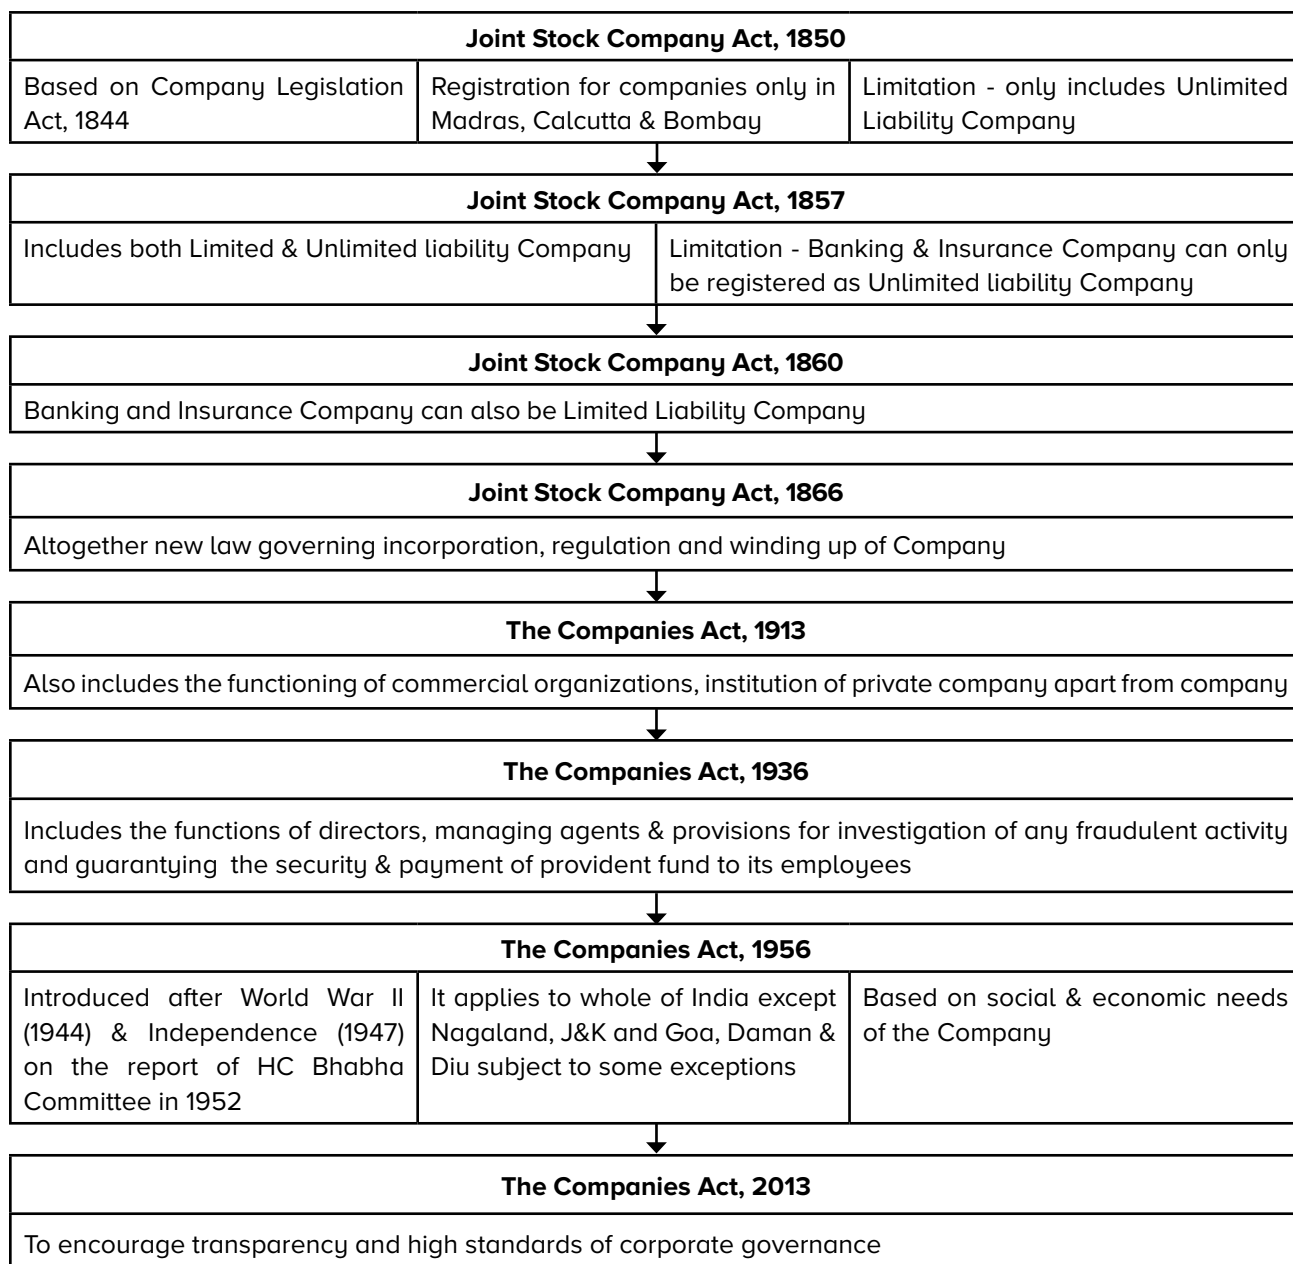 Joint Stock Company Act, 1850
Based on Company Legislation
Act, 1844
Registration for companies only in
Madras, Calcutta & Bombay
Limitation - only includes Unlimited
Liability Company
Joint Stock Company Act, 1857
Includes both Limited & Unlimited liability Company
Limitation - Banking & Insurance Company can only
be registered as Unlimited liability Company
Joint Stock Company Act, 1860
Banking and Insurance Company can also be Limited Liability Company
Joint Stock Company Act, 1866
Altogether new law governing incorporation, regulation and winding up of Company
The Companies Act, 1913
Also includes the functioning of commercial organizations, institution of private company apart from company
The Companies Act, 1936
Includes the functions of directors, managing agents & provisions for investigation of any fraudulent activity
and guarantying the security & payment of provident fund to its employees
The Companies Act, 1956
Introduced after World War II
(1944) & Independence (1947)
on the report of HC Bhabha
Committee in 1952
It applies to whole of India except
Nagaland, J&K and Goa, Daman &
Diu subject to some exceptions
Based on social & economic needs
of the Company
The Companies Act, 2013
To encourage transparency and high standards of corporate governance